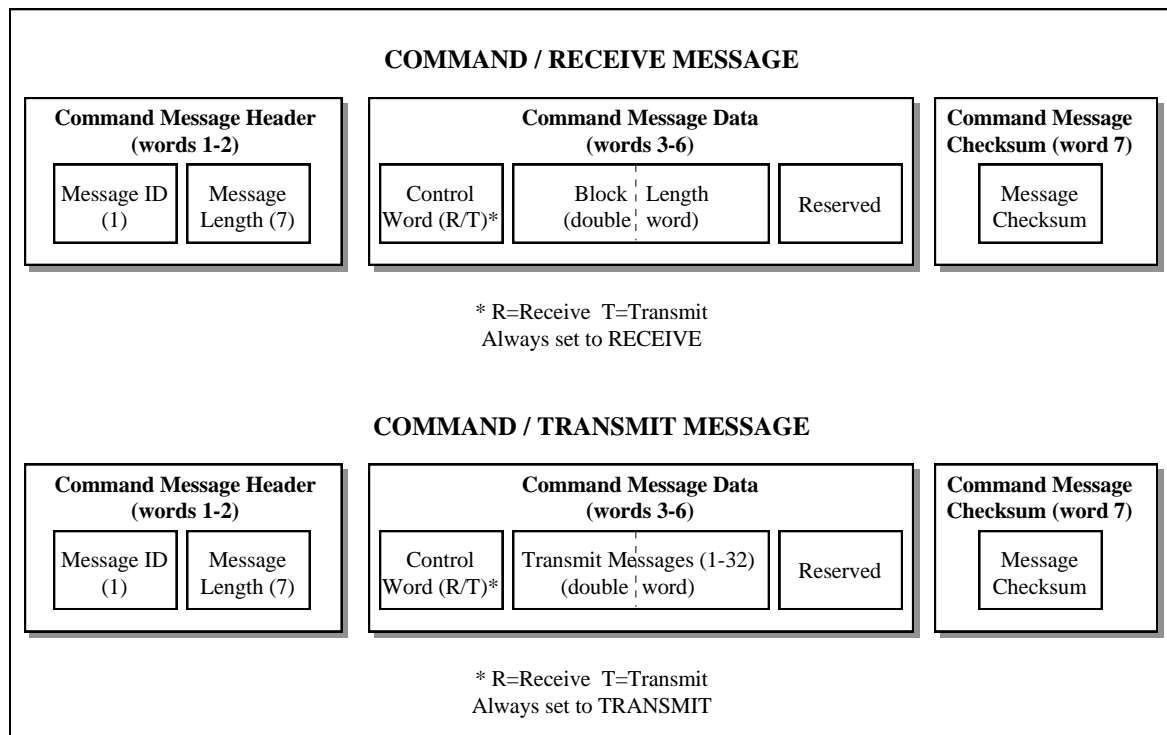 COMMAND / RECEIVE MESSAGE
Command Message Header
(words 1-2)
Message ID
(1)
Message
Length (7)
Command Message Data
(words 3-6)
Control
Word (R/T)*
Block Length
(double word)
Reserved
Command Message
Checksum (word 7)
Message
Checksum
* R=Receive T=Transmit
Always set to RECEIVE
COMMAND / TRANSMIT MESSAGE
Command Message Header
(words 1-2)
Message ID
(1)
Message
Length (7)
Command Message Data
(words 3-6)
Control
Word (R/T)*
Transmit Messages (1-32)
(double word)
Reserved
Command Message
Checksum (word 7)
Message
Checksum
* R=Receive T=Transmit
Always set to TRANSMIT